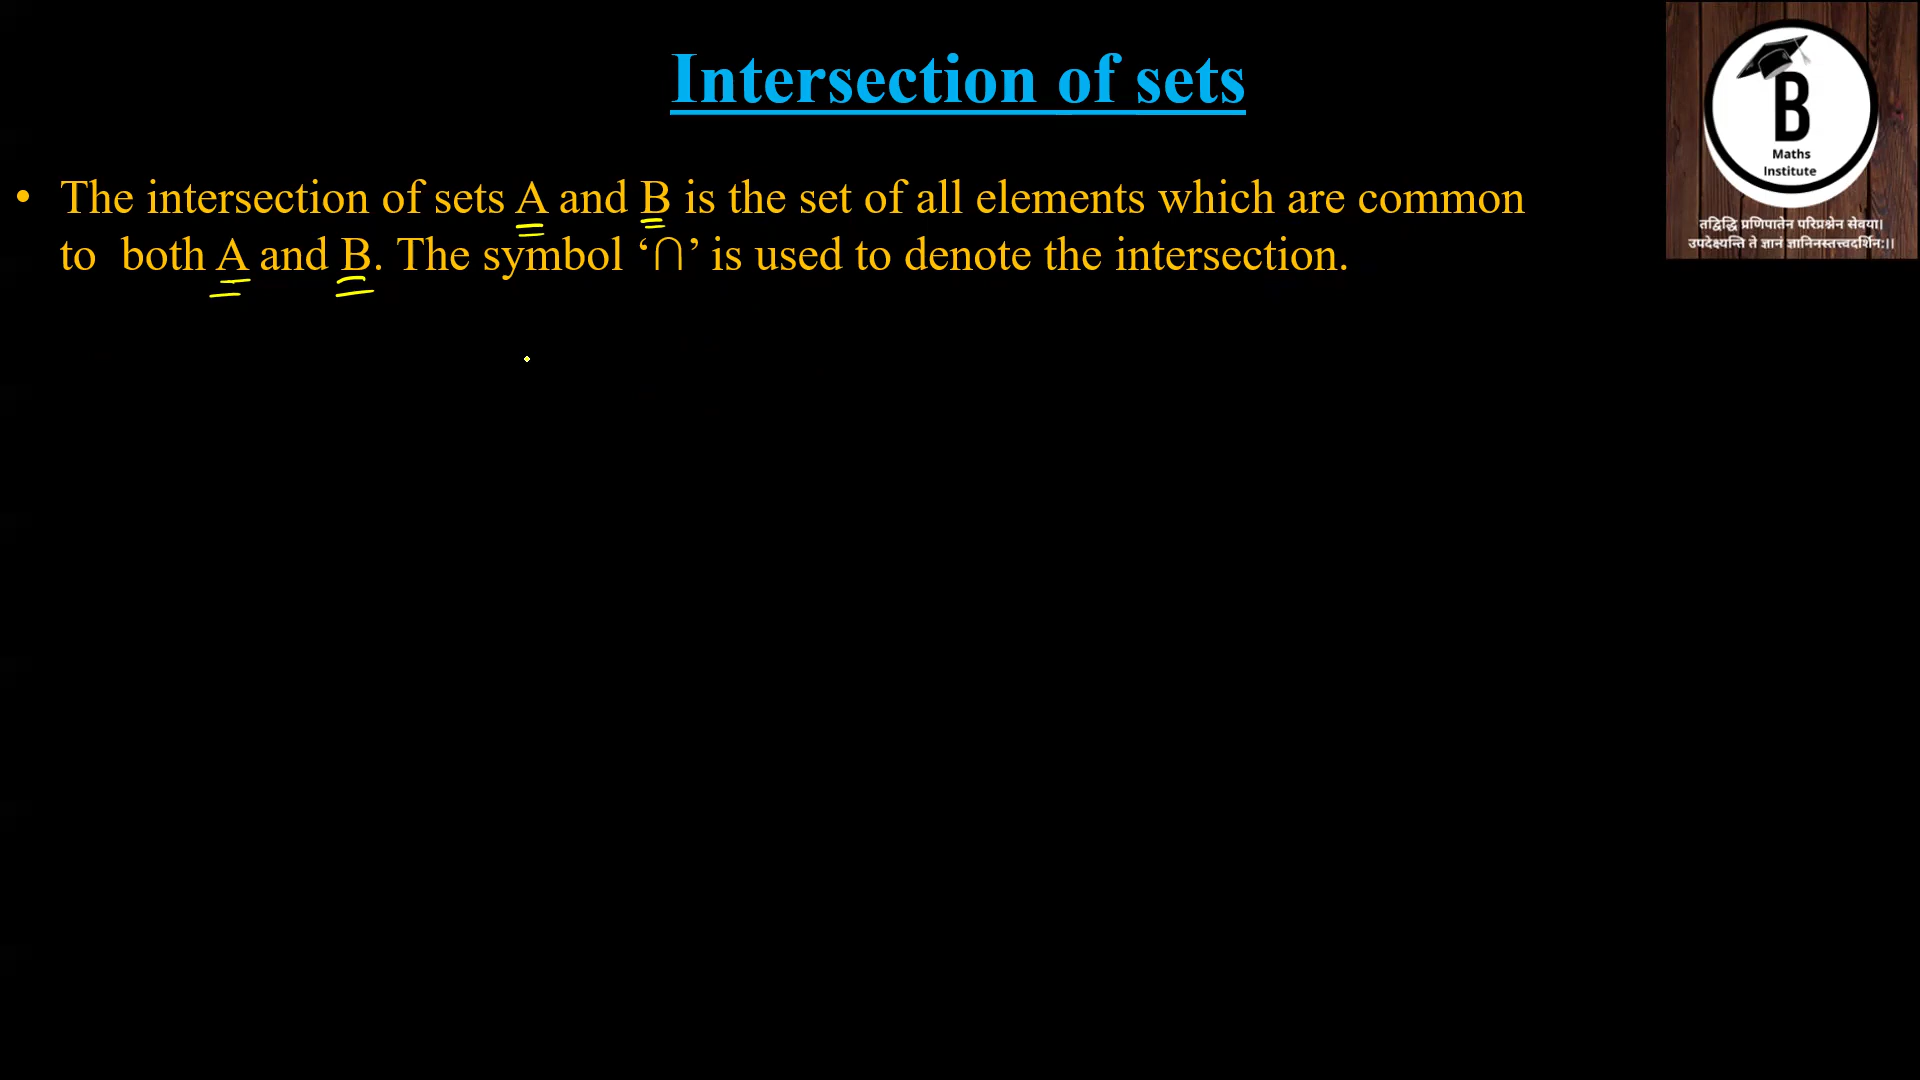 Intersection of sets
• The intersection of sets A and B is the set of all elements which are common
to both A and B. The symbol ‘∩’ is used to denote the intersection.
B
Maths
Institute
तद्विद्धि प्रणिपातेन परिप्रश्नेन सेवया।
उपदेक्ष्यन्ति ते ज्ञानं ज्ञानिनस्तत्त्वदर्शिन:।।